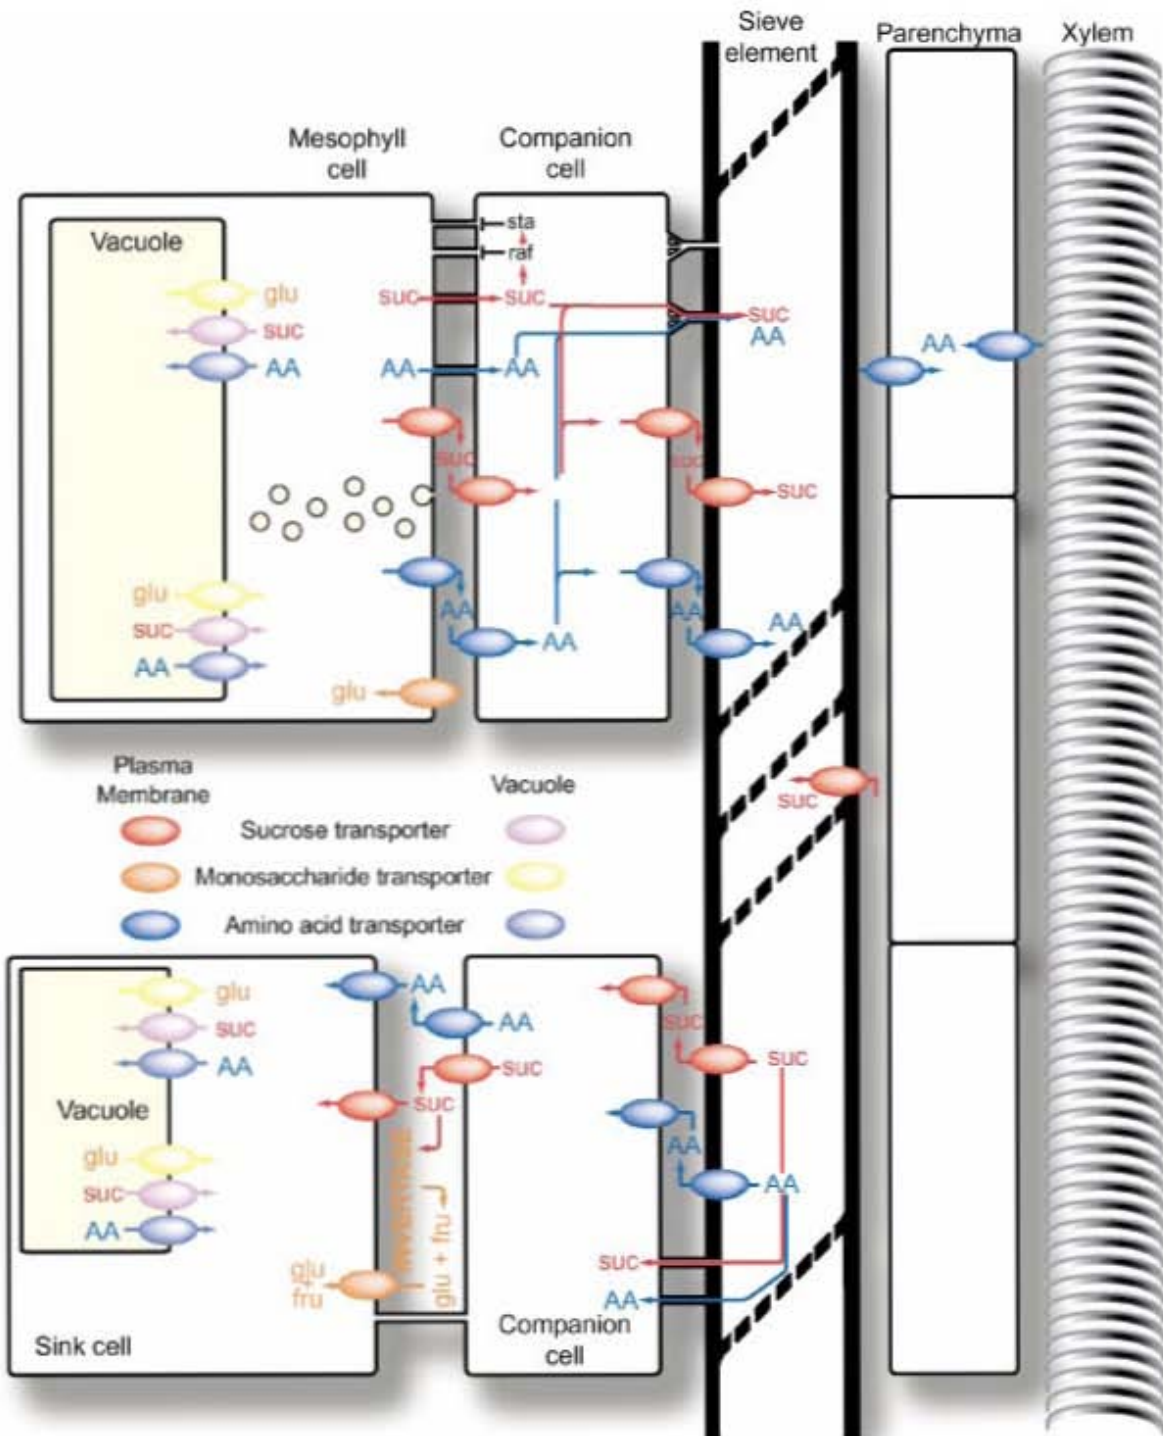 Sieve
element
Parenchyma
Xylem
Mesophyll
cell
Companion
cell
Vacuole
sta
raf
glu
suc
suc
suc
suc
AA
suc
AA
AA
AA
AA
suc
suc
suc
AA
AA
AA
AA
glu
suc
AA
glu
suc
Plasma
Membrane
Vacuole
Sucrose transporter
Monosaccharide transporter
Amino acid transporter
glu
suc
AA
AA
AA
suc
suc
suc
suc
Vacuole
glu
suc
AA
AA
AA
INVERTASE
glu + fru
glu
+
fru
suc
AA
Sink cell
Companion
cell